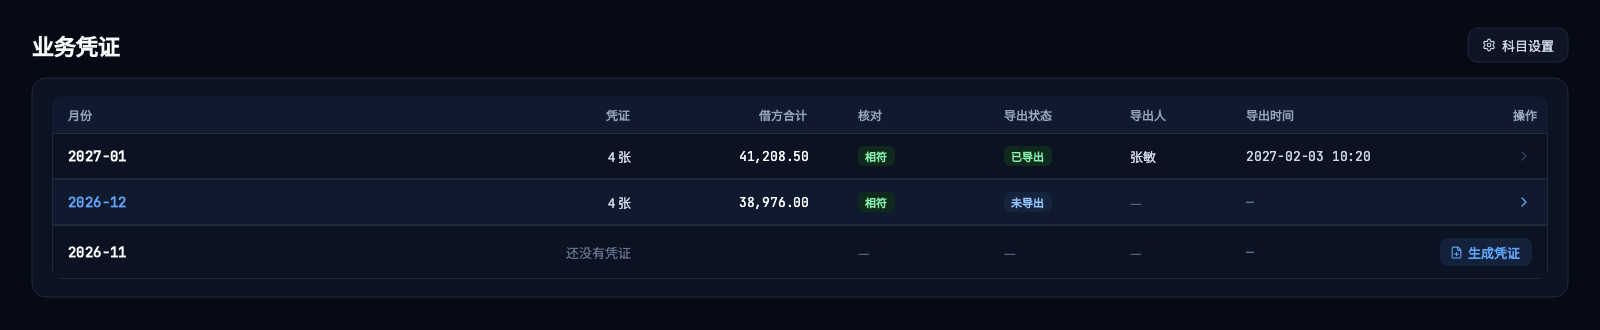 业务凭证
科目设置
月份 凭证 借方合计 核对 导出状态 导出人 导出时间 操作
2027-01 4 张 41,208.50 相符 已导出 张敏 2027-02-03 10:20
2026-12 4 张 38,976.00 相符 未导出 — —
2026-11 还没有凭证 — — — — 生成凭证